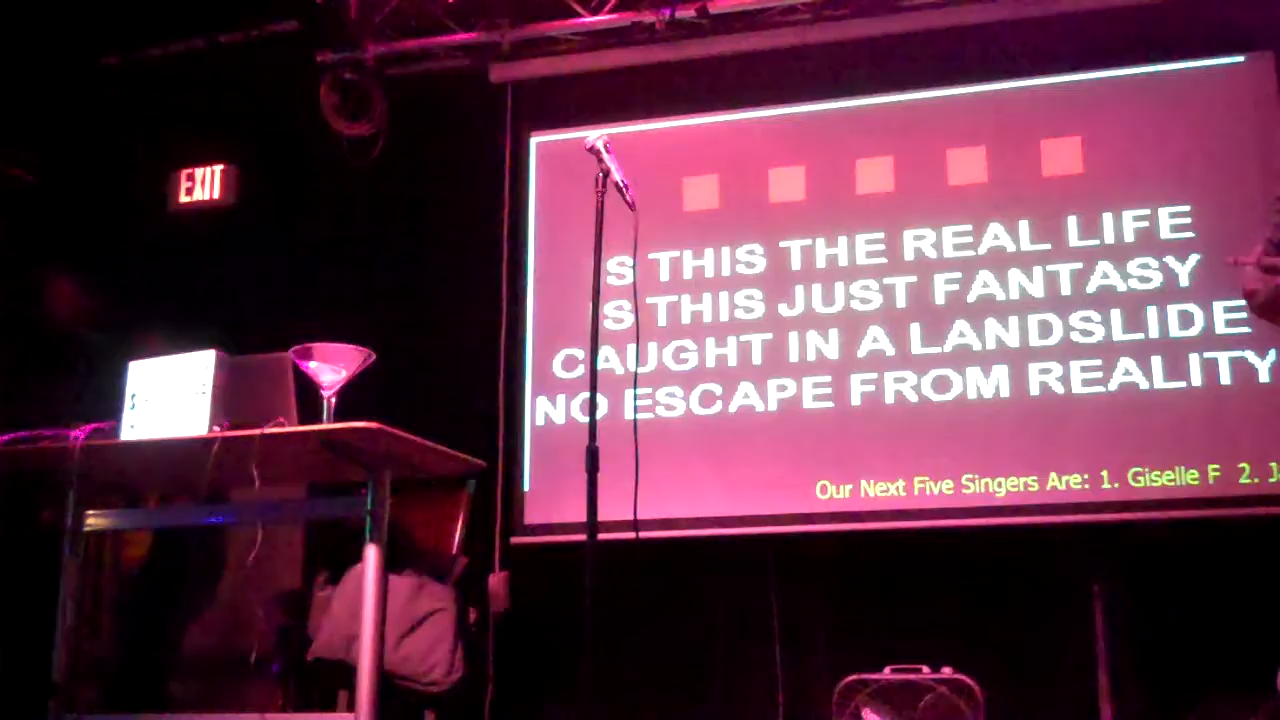 EXIT
S THIS THE REAL LIFE
S THIS JUST FANTASY
CAUGHT IN A LANDSLIDE
NO ESCAPE FROM REALITY
Our Next Five Singers Are: 1. Giselle F 2. J